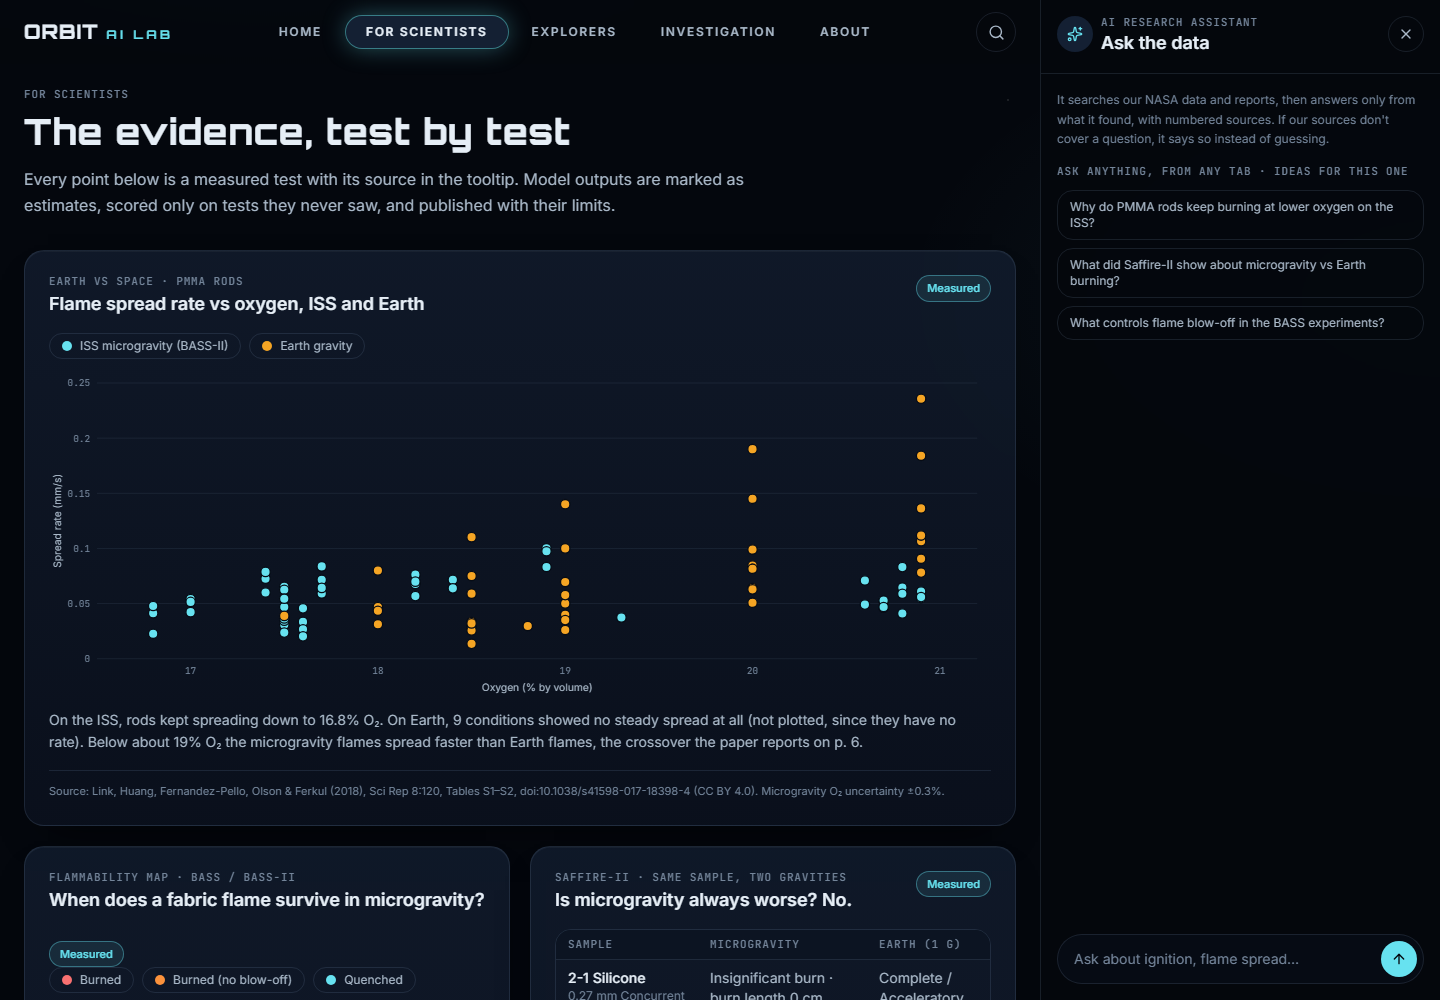 ORBIT AI LAB
HOME
FOR SCIENTISTS
EXPLORERS
INVESTIGATION
ABOUT
FOR SCIENTISTS
The evidence, test by test
Every point below is a measured test with its source in the tooltip. Model outputs are marked as
estimates, scored only on tests they never saw, and published with their limits.
EARTH VS SPACE · PMMA RODS
Flame spread rate vs oxygen, ISS and Earth
Measured
ISS microgravity (BASS-II)
Earth gravity
0.25
0.2
0.15
0.1
0.05
0
Spread rate (mm/s)
17
18
19
20
21
Oxygen (% by volume)
On the ISS, rods kept spreading down to 16.8% O₂. On Earth, 9 conditions showed no steady spread at all (not plotted, since they have no
rate). Below about 19% O₂ the microgravity flames spread faster than Earth flames, the crossover the paper reports on p. 6.
Source: Link, Huang, Fernandez-Pello, Olson & Ferkul (2018), Sci Rep 8:120, Tables S1–S2, doi:10.1038/s41598-017-18398-4 (CC BY 4.0). Microgravity O₂ uncertainty ±0.3%.
FLAMMABILITY MAP · BASS / BASS-II
When does a fabric flame survive in microgravity?
Measured
Burned
Burned (no blow-off)
Quenched
SAFFIRE-II · SAME SAMPLE, TWO GRAVITIES
Is microgravity always worse? No.
Measured
SAMPLE
MICROGRAVITY
EARTH (1 G)
2-1 Silicone
Insignificant burn ·
Complete /
0.27 mm Concurrent
burn length 0 cm
Acceleratory
AI RESEARCH ASSISTANT
Ask the data
It searches our NASA data and reports, then answers only from
what it found, with numbered sources. If our sources don't
cover a question, it says so instead of guessing.
ASK ANYTHING, FROM ANY TAB · IDEAS FOR THIS ONE
Why do PMMA rods keep burning at lower oxygen on the
ISS?
What did Saffire-II show about microgravity vs Earth
burning?
What controls flame blow-off in the BASS experiments?
Ask about ignition, flame spread...